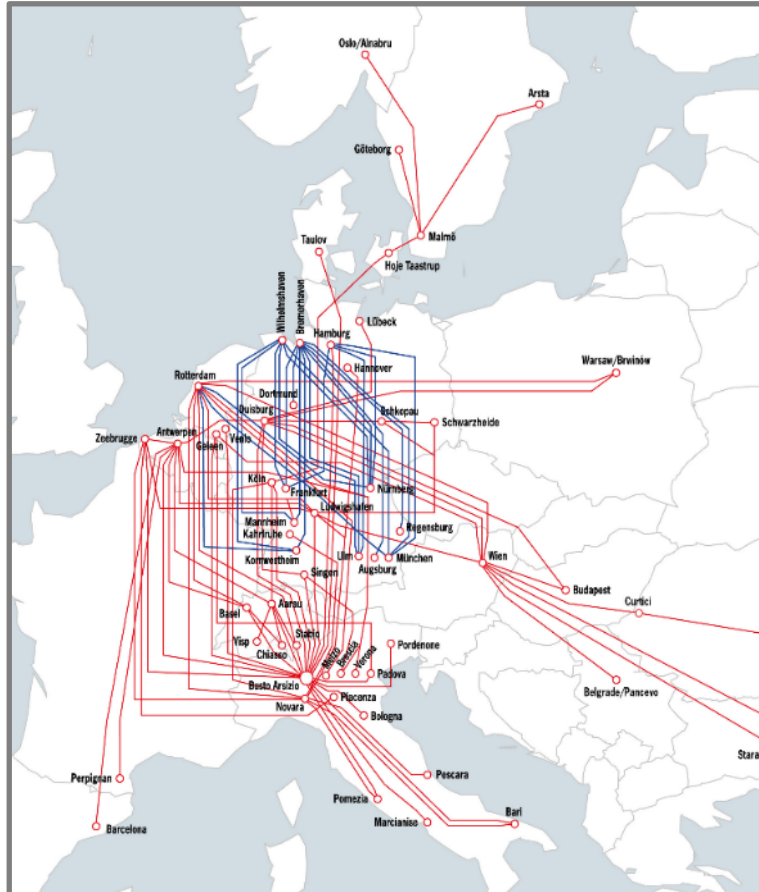 Oslo/Alnabru
Arsta
Göteborg
Malmö
Taulov
Hoje Taastrup
Wilhelmshaven
Bremerhaven
Hamburg
Lübeck
Hannover
Warsaw/Brwinów
Rotterdam
Dortmund
Duisburg
Schkopau
Schwarzheide
Zeebrugge
Antwerpen
Geleen
Venlo
Köln
Frankfurt
Nürnberg
Ludwigshafen
Mannheim
Kahrlruhe
Regensburg
Kornwestheim
Ulm
Augsburg
München
Wien
Singen
Budapest
Curtici
Basel
Aarau
Visp
Chiasso
Stabio
Melzo
Brescia
Verona
Padova
Pordenone
Busto Arsizio
Novara
Piacenza
Bologna
Belgrade/Pancevo
Stara
Perpignan
Barcelona
Pescara
Pomezia
Marcianise
Bari